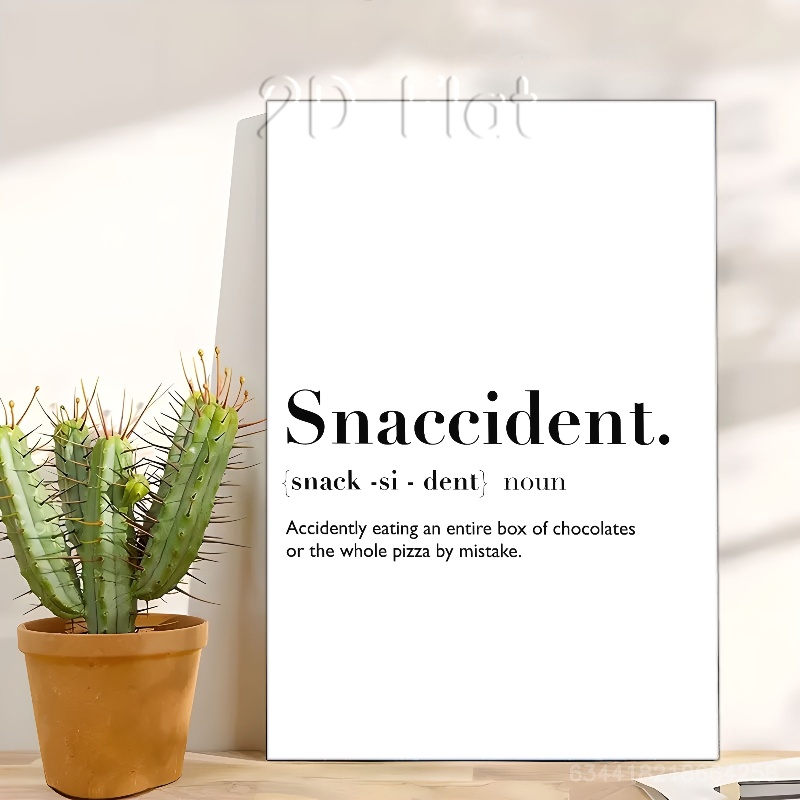 2D Flat
Snaccident.
{snack -si - dent} noun
Accidently eating an entire box of chocolates
or the whole pizza by mistake.